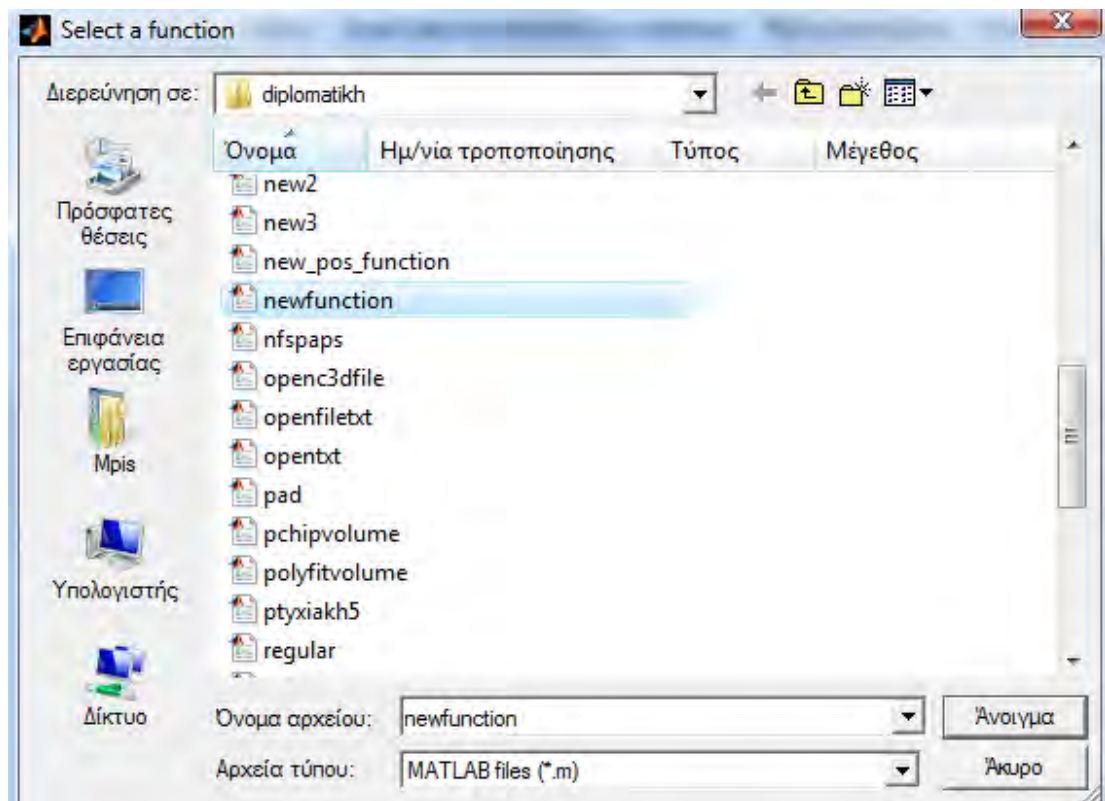 Select a function
Διερεύνηση σε: diplomatikh
Όνομα Ημ/νία τροποποίησης Τύπος Μέγεθος
new2
new3
new_pos_function
newfunction
nfspaps
openc3dfile
openfiletxt
opentxt
pad
pchipvolume
polyfitvolume
ptyxiakh5
regular
Πρόσφατες
θέσεις
Επιφάνεια
εργασίας
Mpis
Υπολογιστής
Δίκτυο
Όνομα αρχείου: newfunction Άνοιγμα
Αρχεία τύπου: MATLAB files (*.m) Άκυρο